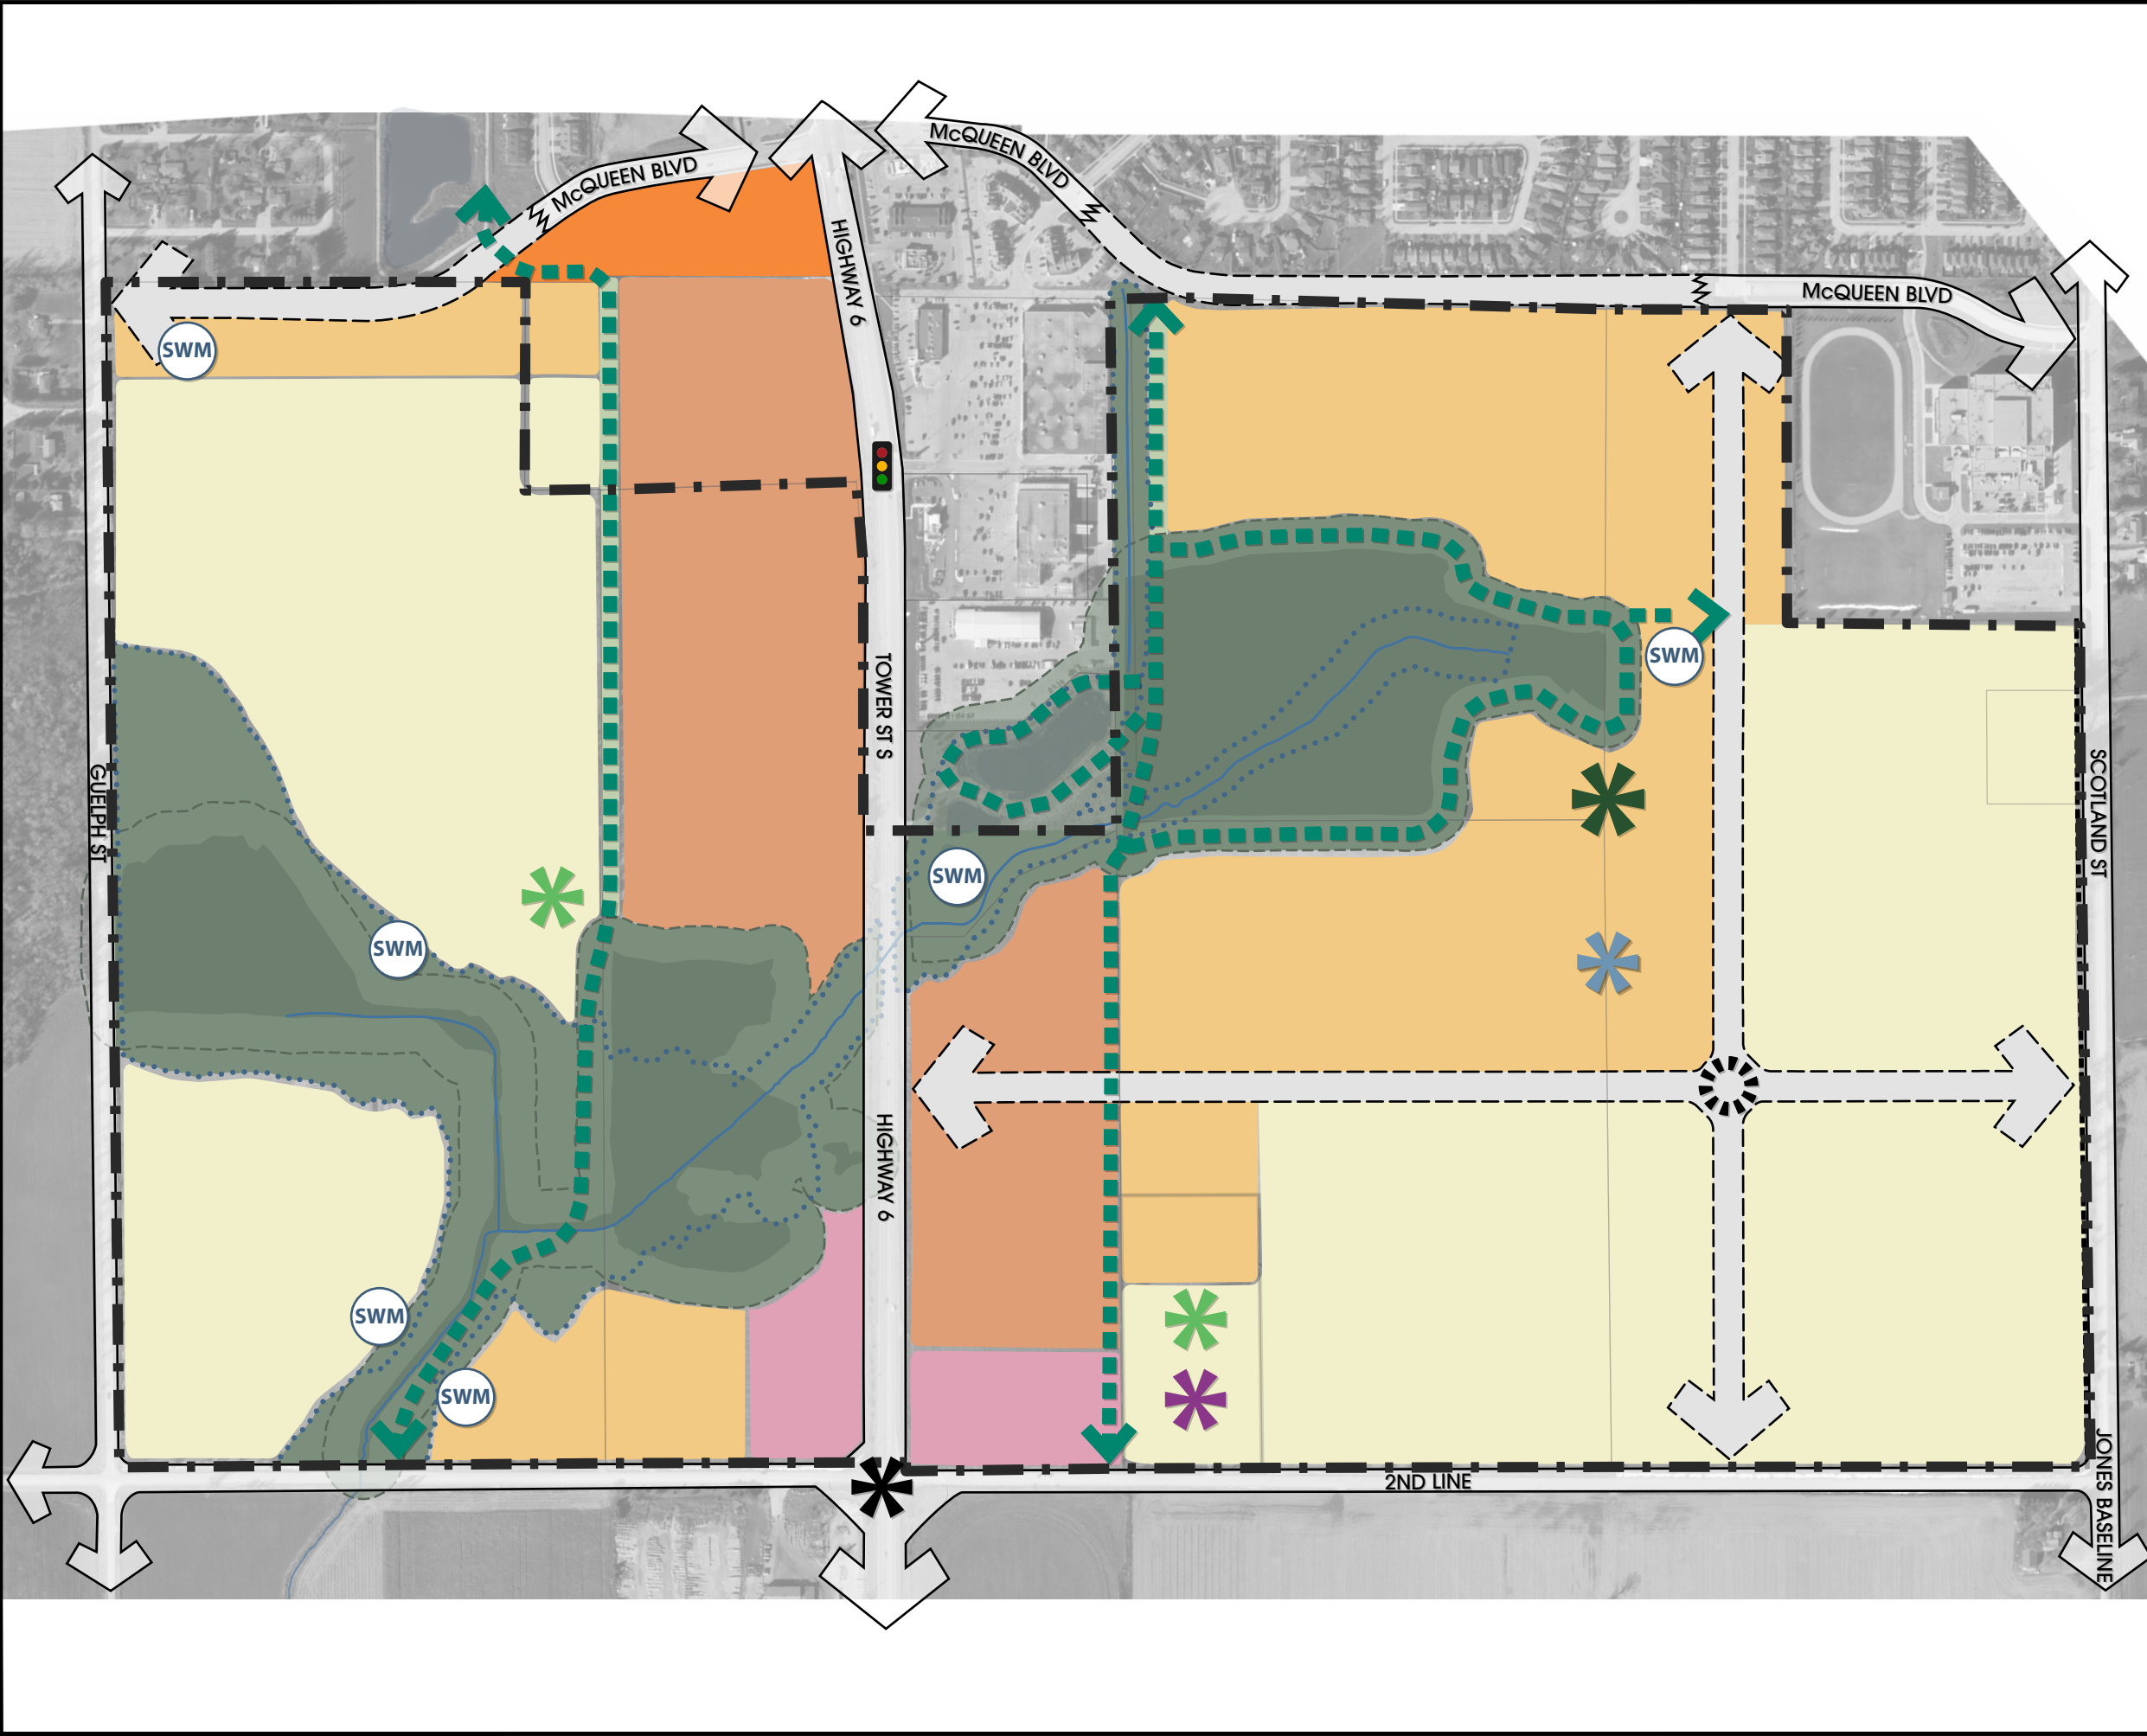 McQUEEN BLVD
McQUEEN BLVD
McQUEEN BLVD
HIGHWAY 6
SWM
SWM
TOWER ST S
GUELPH ST
SCOTLAND ST
SWM
SWM
HIGHWAY 6
SWM
SWM
2ND LINE
JONES BASELINE